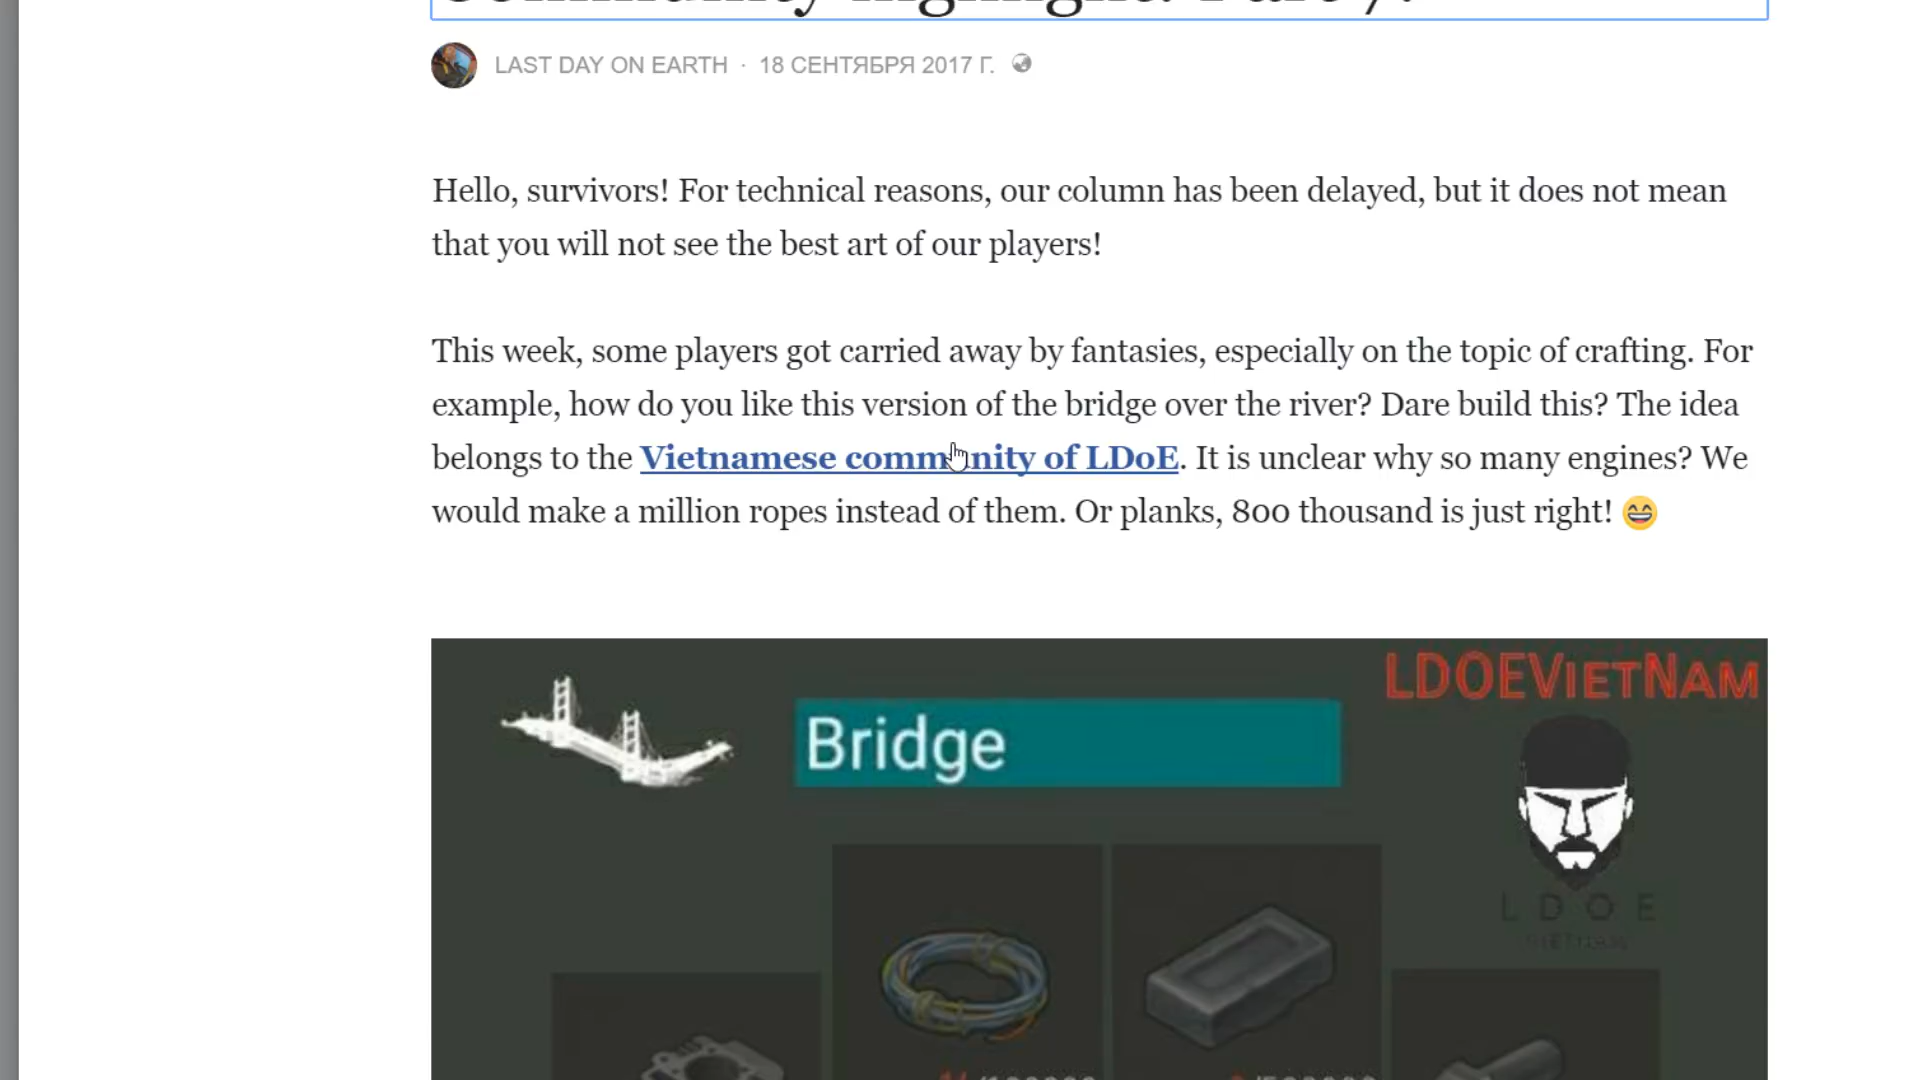 LAST DAY ON EARTH · 18 СЕНТЯБРЯ 2017 Г.
Hello, survivors! For technical reasons, our column has been delayed, but it does not mean
that you will not see the best art of our players!
This week, some players got carried away by fantasies, especially on the topic of crafting. For
example, how do you like this version of the bridge over the river? Dare build this? The idea
belongs to the Vietnamese community of LDoE. It is unclear why so many engines? We
would make a million ropes instead of them. Or planks, 800 thousand is just right! 😄
LDOEVIETNAM
Bridge
LDOE
VIETNAM